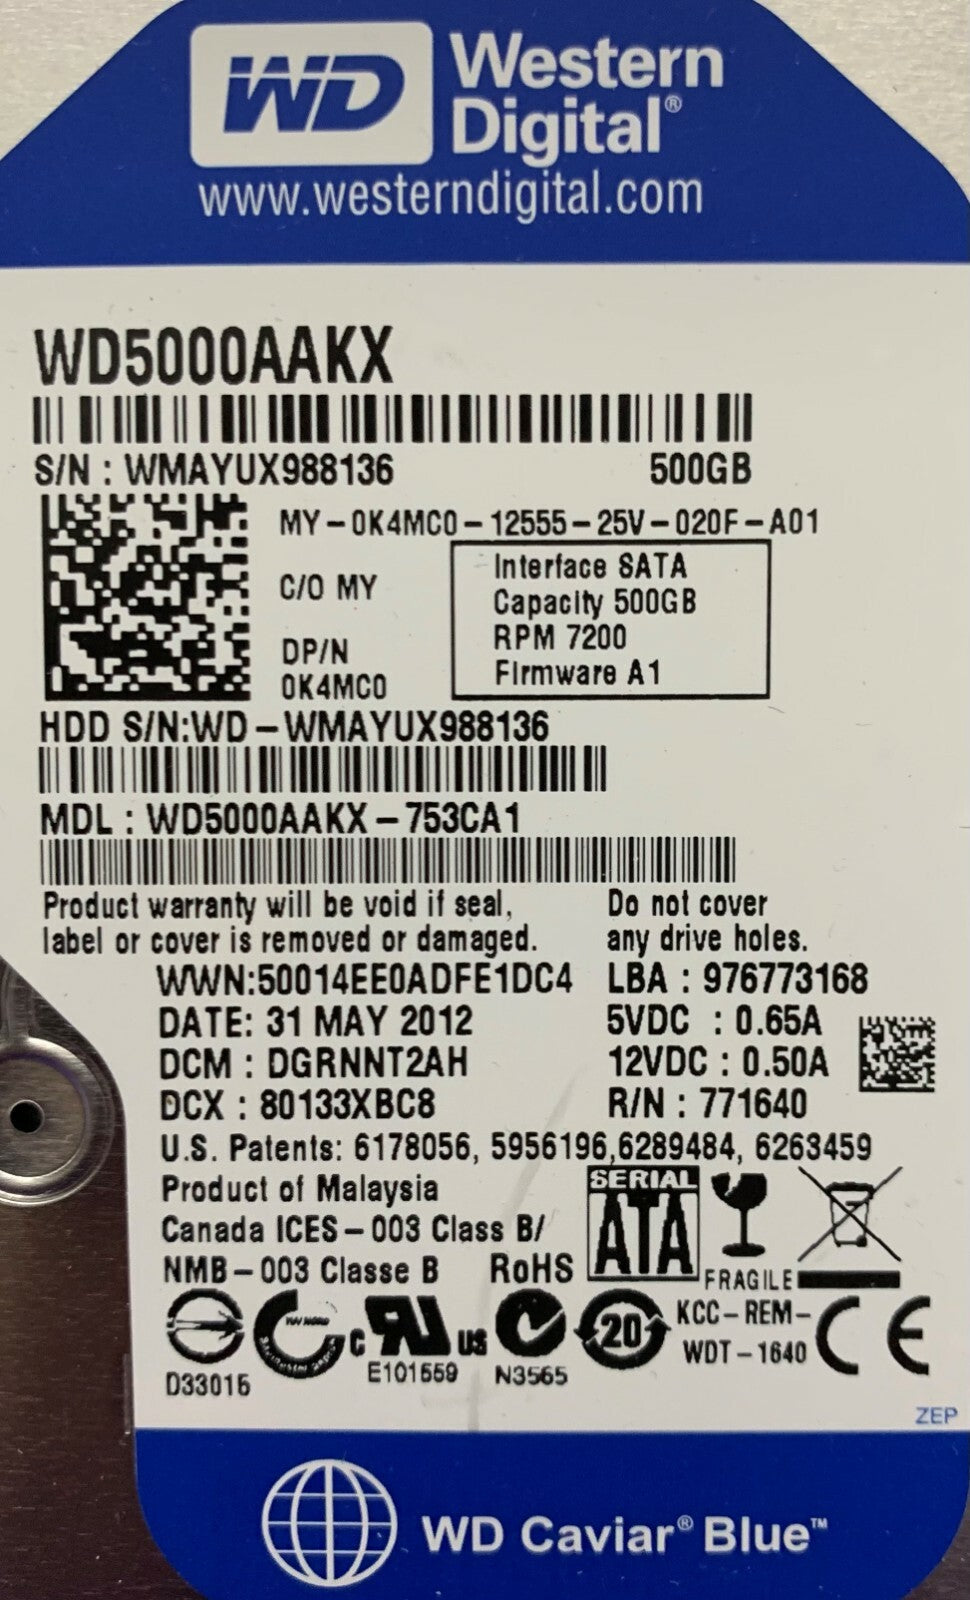 WD Western
Digital®
www.westerndigital.com
WD5000AAKX
S/N : WMAYUX988136 500GB
MY-0K4MC0-12555-25V-020F-A01
C/O MY
DP/N
0K4MC0
Interface SATA
Capacity 500GB
RPM 7200
Firmware A1
HDD S/N:WD-WMAYUX988136
MDL : WD5000AAKX-753CA1
Product warranty will be void if seal,
label or cover is removed or damaged.
Do not cover
any drive holes.
WWN:50014EE0ADFE1DC4 LBA : 976773168
DATE: 31 MAY 2012 5VDC : 0.65A
DCM : DGRNNT2AH 12VDC : 0.50A
DCX : 80133XBC8 R/N : 771640
U.S. Patents: 6178056, 5956196,6289484, 6263459
Product of Malaysia
Canada ICES-003 Class B/
NMB-003 Classe B RoHS
SERIAL
ATA
FRAGILE
D33015
C RU US
E101559
N3565
20
KCC-REM-
WDT-1640
CE
ZEP
WD Caviar® Blue™